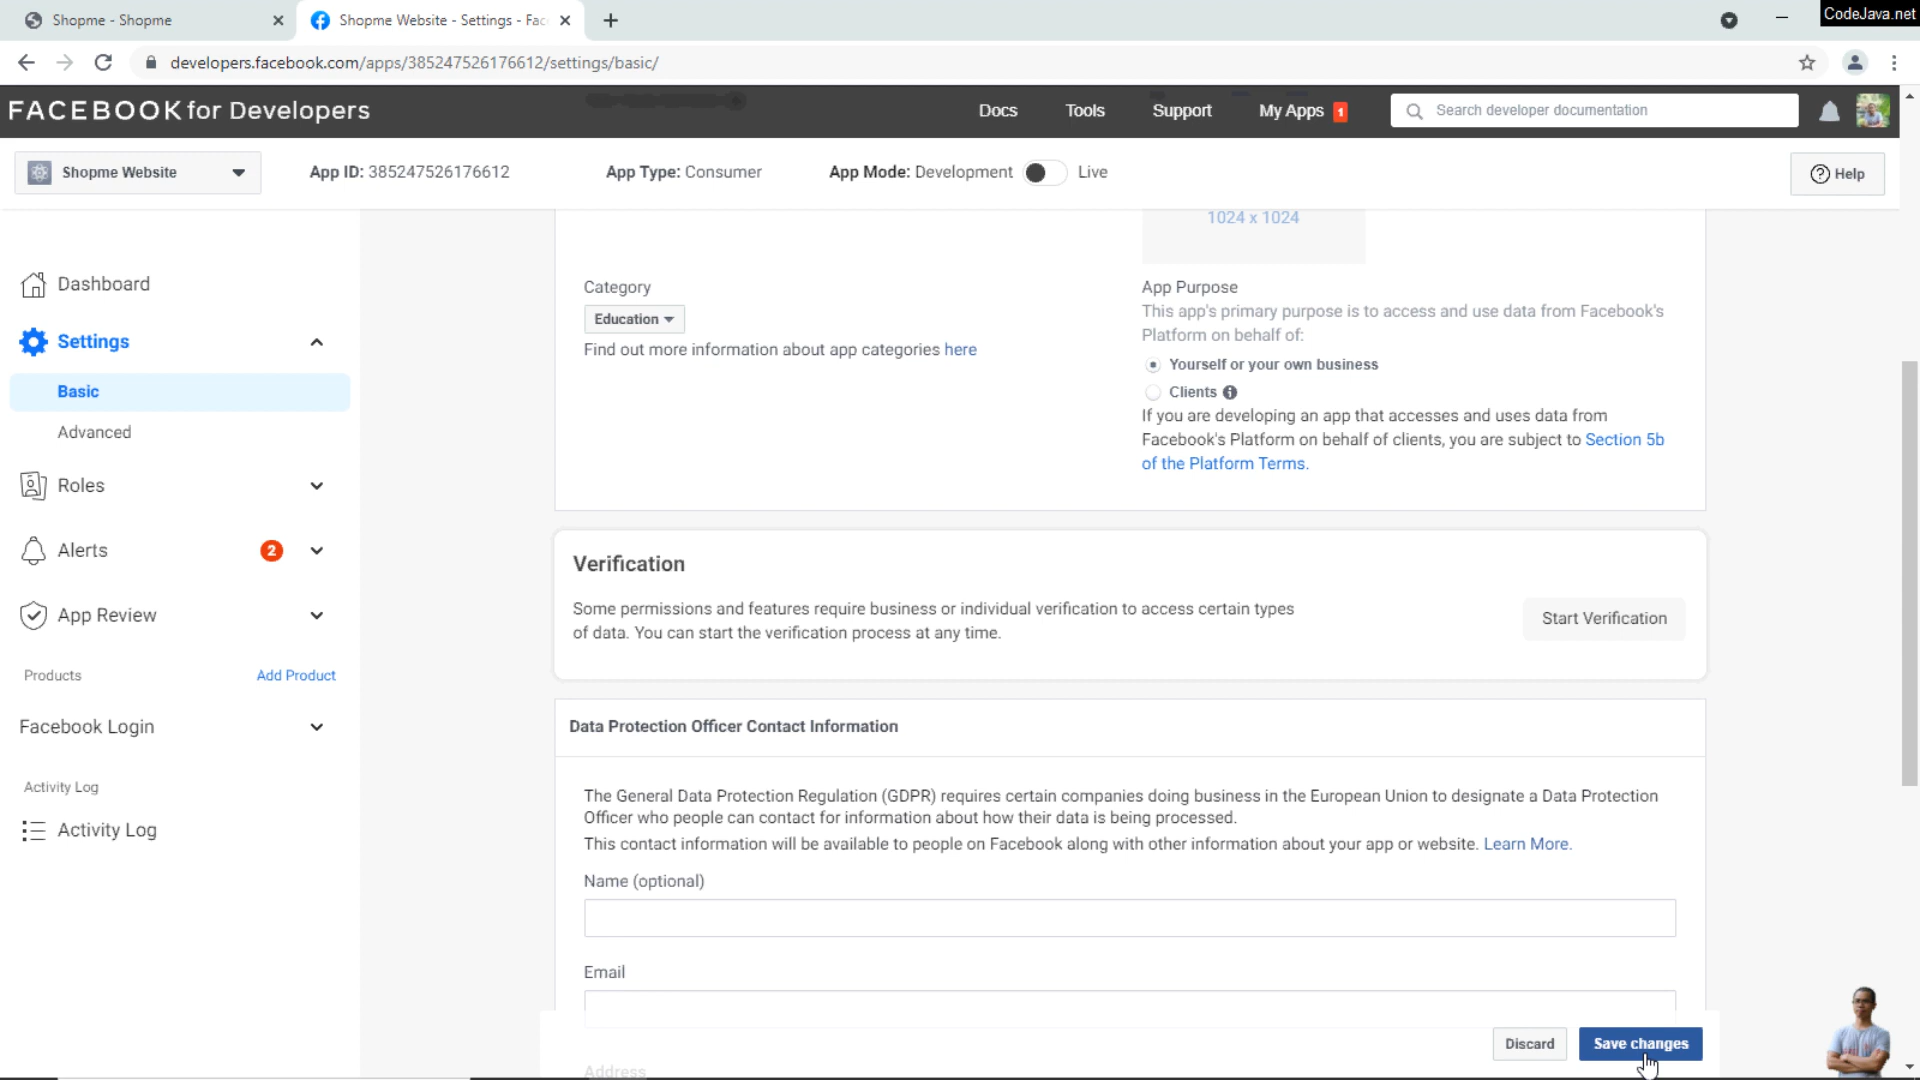 Shopme - Shopme
Shopme Website - Settings - Fac
CodeJava.net
developers.facebook.com/apps/385247526176612/settings/basic/
FACEBOOK for Developers
Docs
Tools
Support
My Apps
1
Search developer documentation
Shopme Website
App ID: 385247526176612
App Type: Consumer
App Mode: Development
Live
Help
1024 x 1024
Dashboard
Settings
Basic
Advanced
Roles
Alerts
2
App Review
Products
Add Product
Facebook Login
Activity Log
Activity Log
Category
Education
Find out more information about app categories here
App Purpose
This app's primary purpose is to access and use data from Facebook's
Platform on behalf of:
Yourself or your own business
Clients
If you are developing an app that accesses and uses data from
Facebook's Platform on behalf of clients, you are subject to Section 5b
of the Platform Terms.
Verification
Some permissions and features require business or individual verification to access certain types
of data. You can start the verification process at any time.
Start Verification
Data Protection Officer Contact Information
The General Data Protection Regulation (GDPR) requires certain companies doing business in the European Union to designate a Data Protection
Officer who people can contact for information about how their data is being processed.
This contact information will be available to people on Facebook along with other information about your app or website. Learn More.
Name (optional)
Email
Discard
Save changes
Address